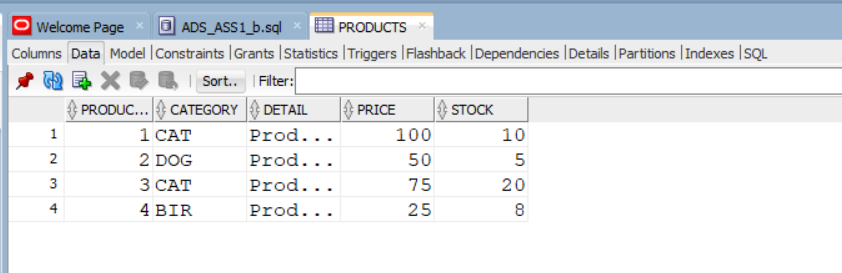 Welcome Page × ADS_ASS1_b.sql × PRODUCTS ×
Columns Data Model |Constraints |Grants |Statistics |Triggers |Flashback |Dependencies |Details |Partitions |Indexes |SQL
Sort.. Filter:
PRODUC... CATEGORY DETAIL PRICE STOCK
1 1 CAT Prod... 100 10
2 2 DOG Prod... 50 5
3 3 CAT Prod... 75 20
4 4 BIR Prod... 25 8